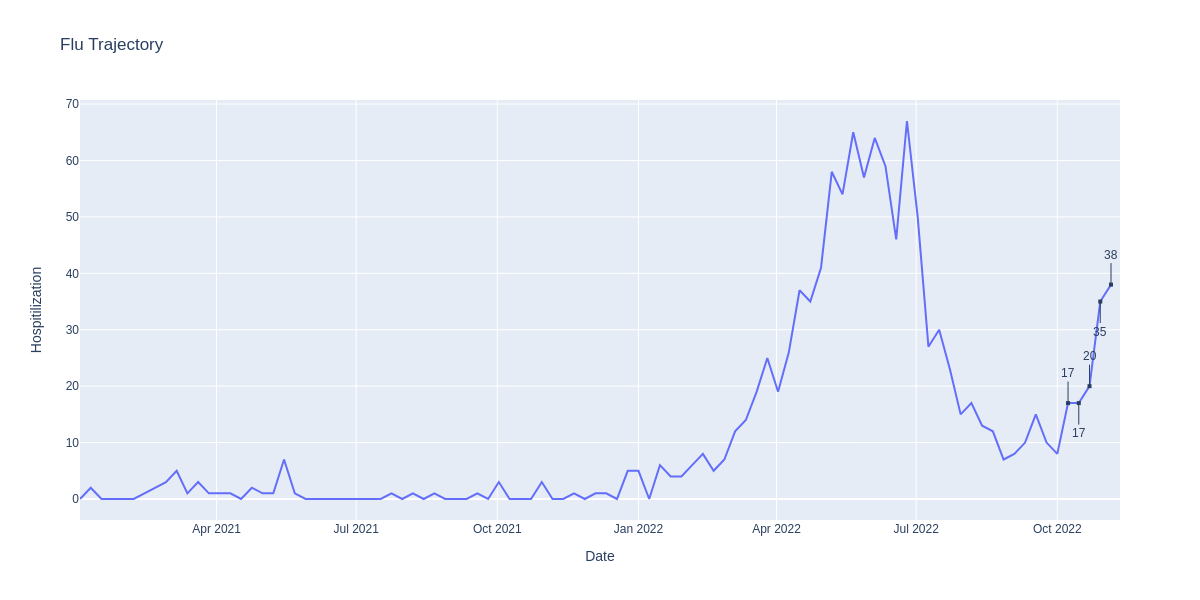 Flu Trajectory
Hospitilization
70
60
50
40
30
20
10
0
38
35
20
17
17
Apr 2021
Jul 2021
Oct 2021
Jan 2022
Apr 2022
Jul 2022
Oct 2022
Date